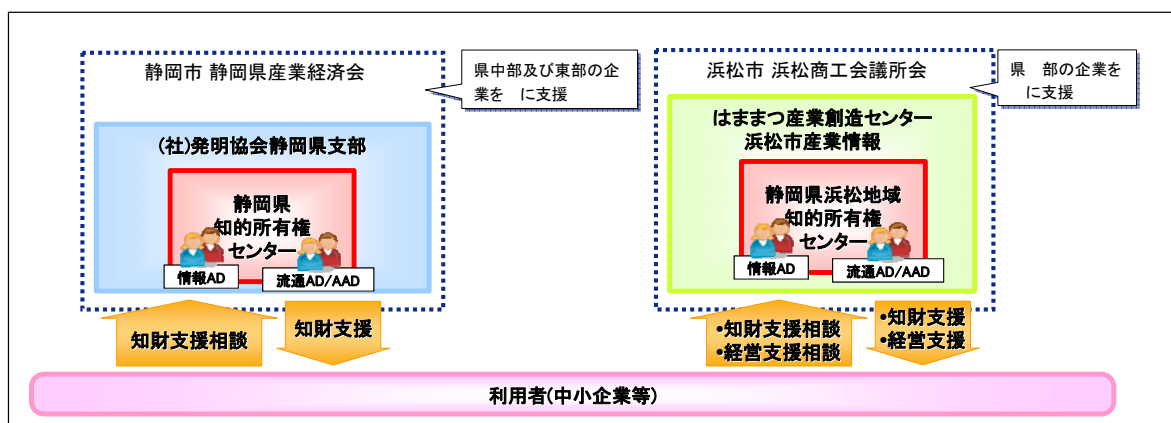 静岡市 静岡県産業経済会
県中部及び東部の企
業を に支援
(社)発明協会静岡県支部
静岡県
知的所有権
センター
情報AD
流通AD/AAD
知財支援相談
知財支援
浜松市 浜松商工会議所会
県 部の企業を
に支援
はままつ産業創造センター
浜松市産業情報
静岡県浜松地域
知的所有権
センター
情報AD
流通AD/AAD
•知財支援相談
•経営支援相談
•知財支援
•経営支援
利用者(中小企業等)